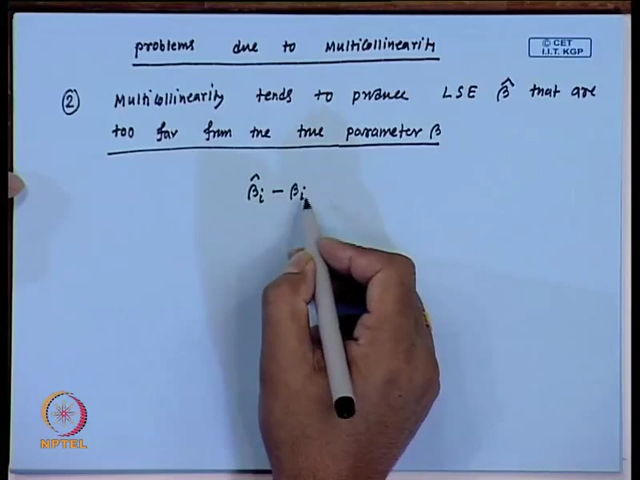 problems due to Multicollinearity
© CET
I.I.T. KGP
② Multicollinearity tends to produce LSE β̂ that are
too far from the true parameter β
β̂i − βi
NPTEL